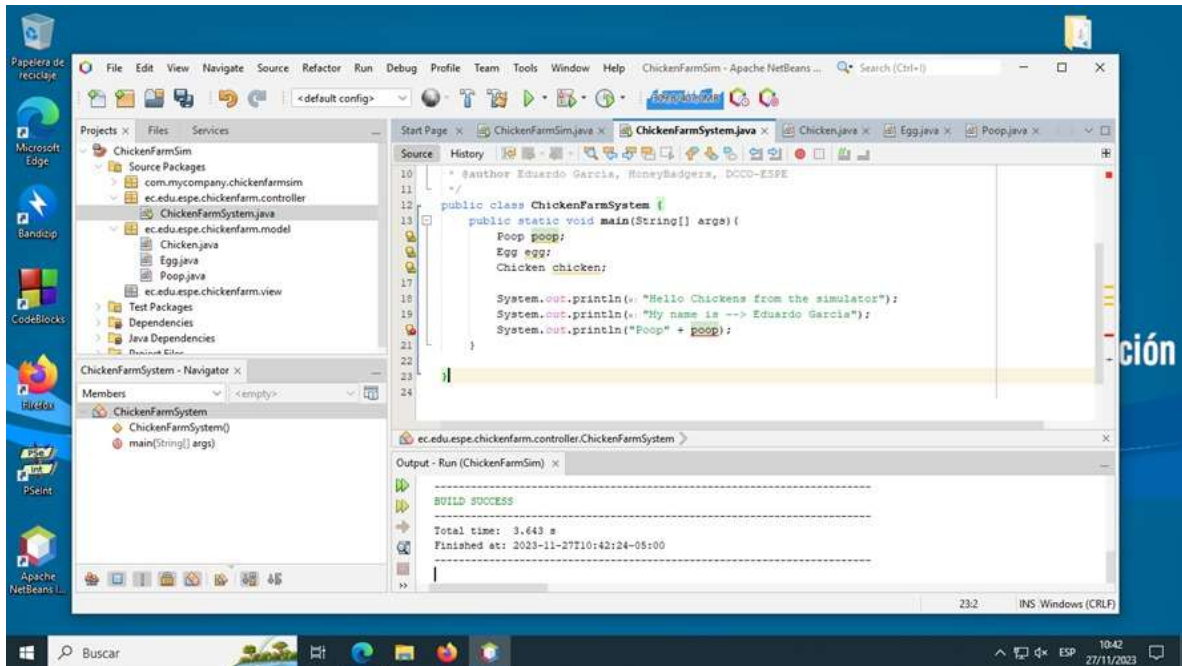 Papelera de
reciclaje
Microsoft
Edge
Bandizip
CodeBlocks
Firefox
PSeInt
Apache
NetBeans I...
File Edit View Navigate Source Refactor Run Debug Profile Team Tools Window Help ChickenFarmSim - Apache NetBeans ... Search (Ctrl+I)
<default config>
Projects Files Services
ChickenFarmSim
Source Packages
com.mycompany.chickenfarmsim
ec.edu.espe.chickenfarm.controller
ChickenFarmSystem.java
ec.edu.espe.chickenfarm.model
Chicken.java
Egg.java
Poop.java
ec.edu.espe.chickenfarm.view
Test Packages
Dependencies
Java Dependencies
Project Files
ChickenFarmSystem - Navigator
Members <empty>
ChickenFarmSystem
ChickenFarmSystem()
main(String[] args)
Start Page ChickenFarmSim.java ChickenFarmSystem.java Chicken.java Egg.java Poop.java
Source History
10 * @author Eduardo Garcia, HoneyBadgers, DCCO-ESPE
11 */
12 public class ChickenFarmSystem {
13 public static void main(String[] args){
Poop poop;
Egg egg;
Chicken chicken;
17
18 System.out.println(x: "Hello Chickens from the simulator");
19 System.out.println(x: "My name is --> Eduardo Garcia");
System.out.println("Poop" + poop);
21 }
22
23 }
24
ec.edu.espe.chickenfarm.controller.ChickenFarmSystem
Output - Run (ChickenFarmSim)
------------------------------------------------------------------------
BUILD SUCCESS
------------------------------------------------------------------------
Total time: 3.643 s
Finished at: 2023-11-27T10:42:24-05:00
------------------------------------------------------------------------
23:2 INS Windows (CRLF)
ción
Buscar
ESP
10:42
27/11/2023